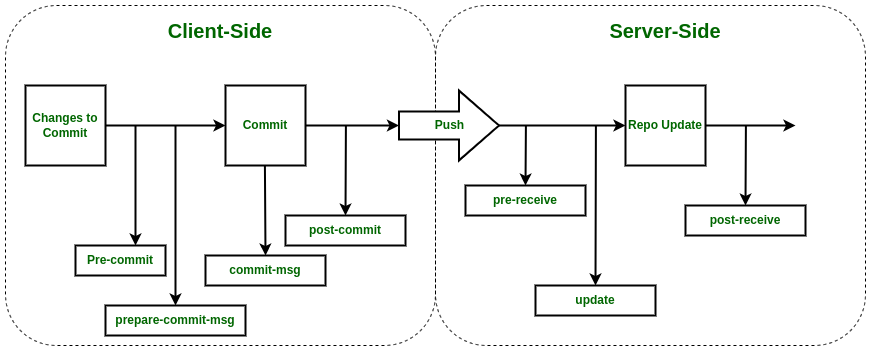 Client-Side
Server-Side
Changes to
Commit
Commit
Push
Repo Update
pre-receive
post-receive
post-commit
Pre-commit
commit-msg
update
prepare-commit-msg